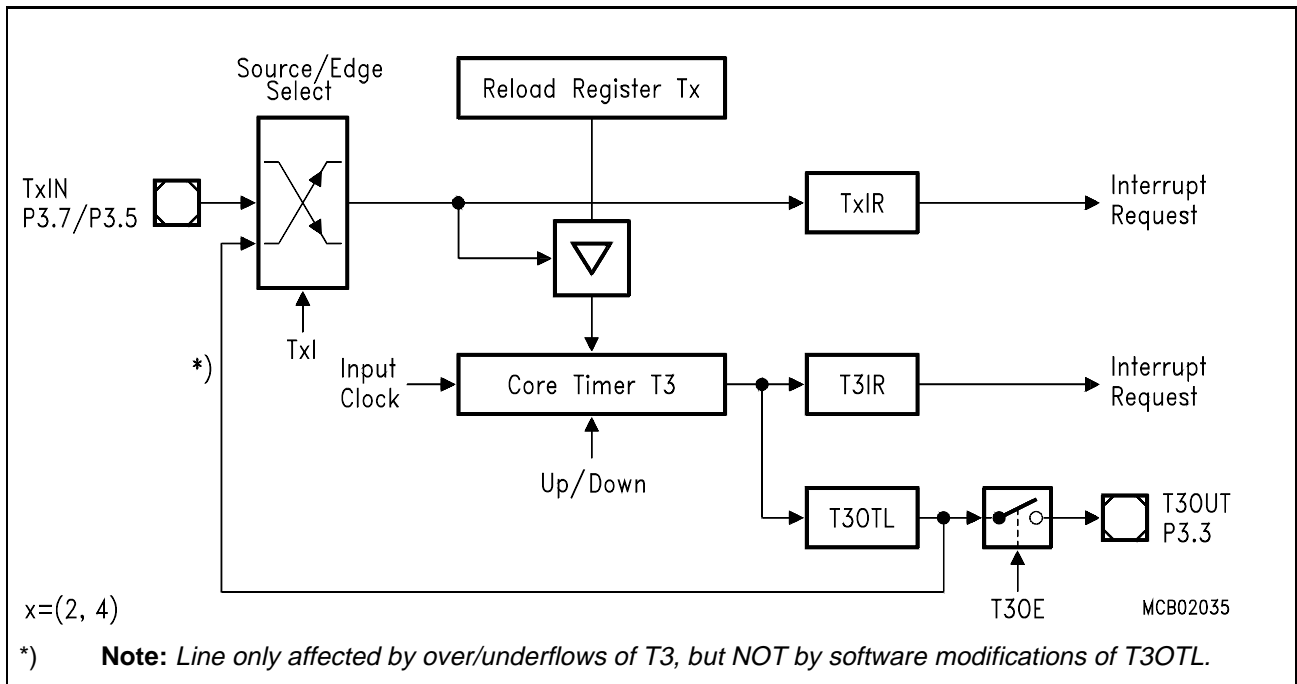 Source/Edge
Select
Reload Register Tx
TxIN
P3.7/P3.5
TxIR
Interrupt
Request
TxI
*)
Input
Clock
Core Timer T3
T3IR
Interrupt
Request
Up/Down
T3OTL
T3OUT
P3.3
x=(2, 4)
T3OE
MCB02035
*) Note: Line only affected by over/underflows of T3, but NOT by software modifications of T3OTL.